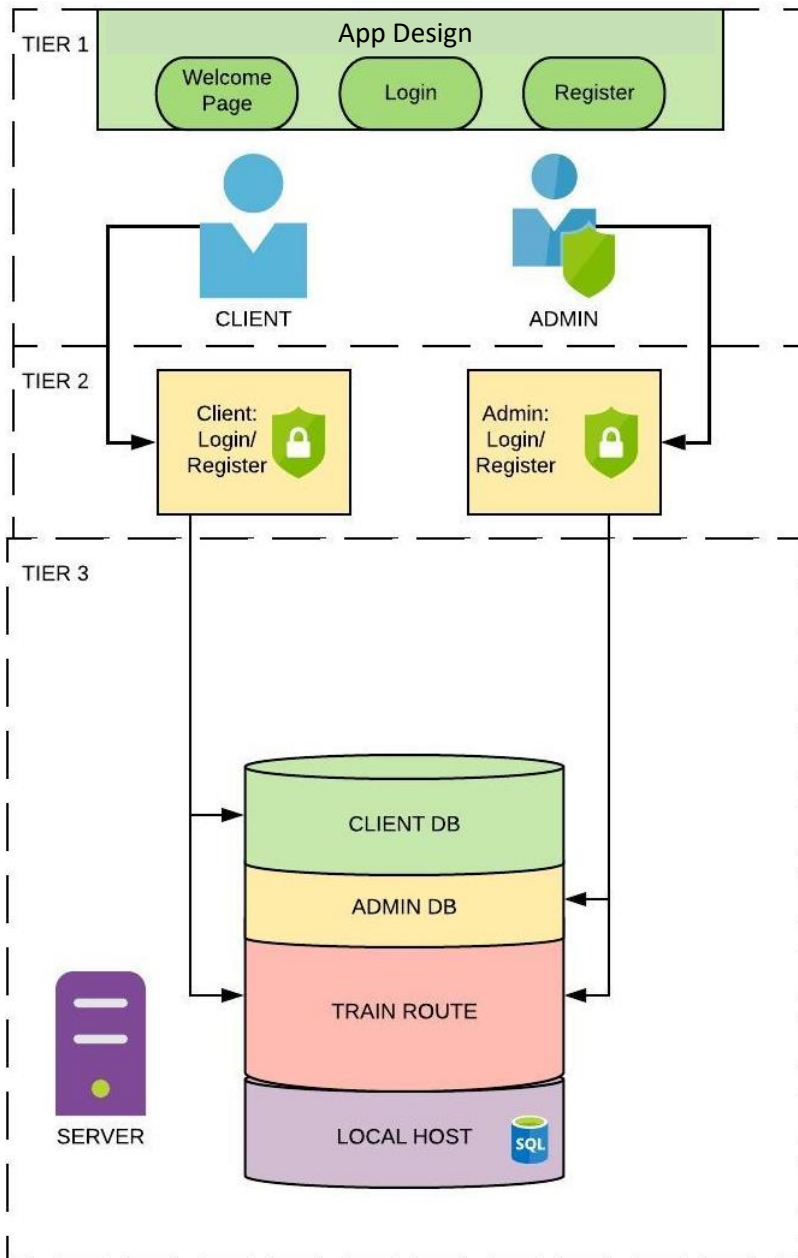 TIER 1
App Design
Welcome
Page
Login
Register
CLIENT
ADMIN
TIER 2
Client:
Login/
Register
Admin:
Login/
Register
TIER 3
CLIENT DB
ADMIN DB
TRAIN ROUTE
SERVER
LOCAL HOST
SQL